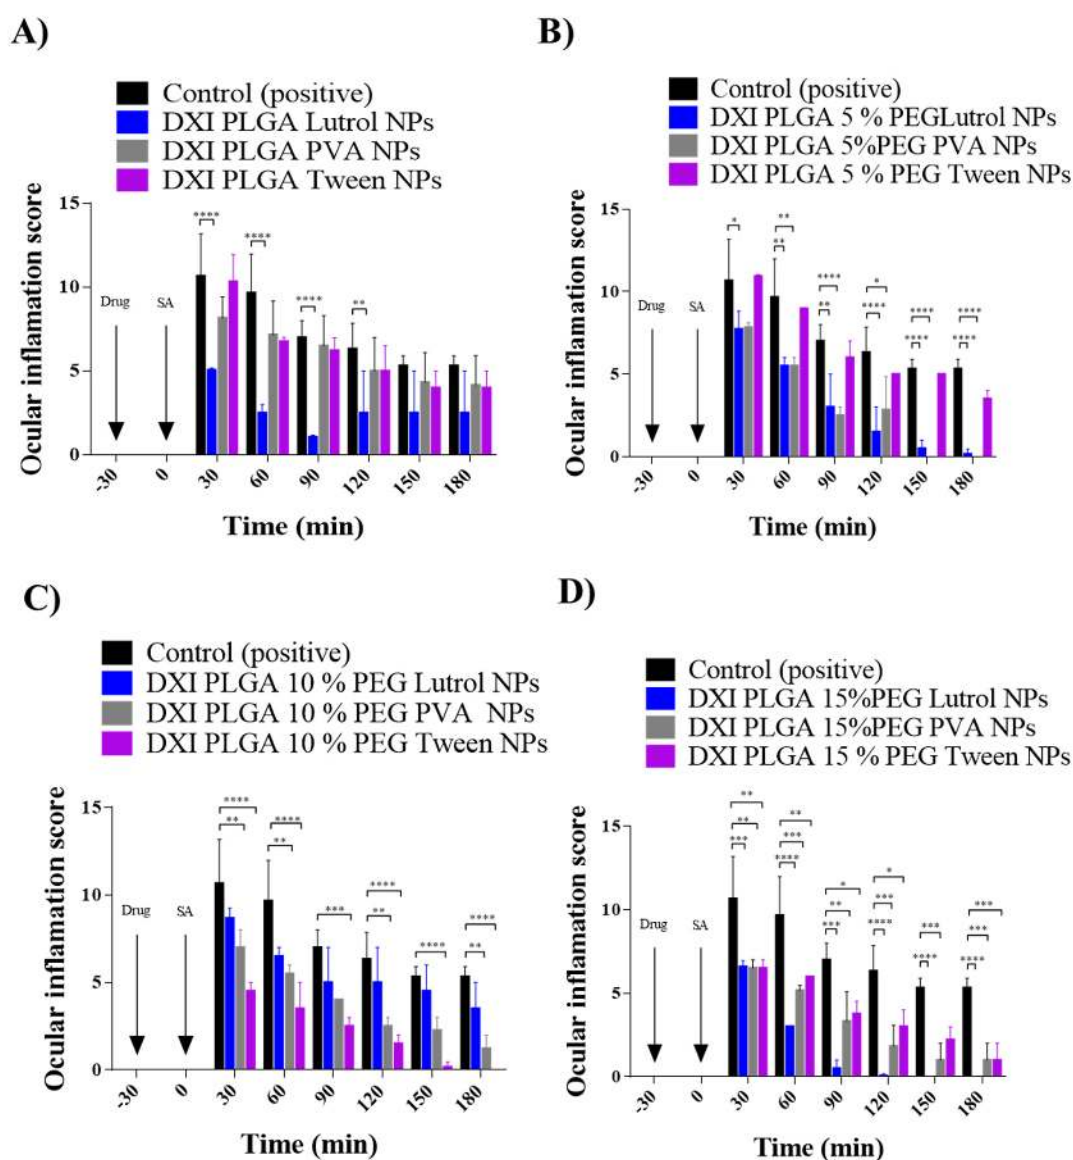 A)
Control (positive)
DXI PLGA Lutrol NPs
DXI PLGA PVA NPs
DXI PLGA Tween NPs
Ocular inflamation score
15
10
5
0
Drug
SA
****
****
****
**
-30
0
30
60
90
120
150
180
Time (min)
B)
Control (positive)
DXI PLGA 5 % PEGLutrol NPs
DXI PLGA 5%PEG PVA NPs
DXI PLGA 5 % PEG Tween NPs
Ocular inflamation score
15
10
5
0
Drug
SA
*
**
**
****
**
*
****
****
****
****
****
-30
0
30
60
90
120
150
180
Time (min)
C)
Control (positive)
DXI PLGA 10 % PEG Lutrol NPs
DXI PLGA 10 % PEG PVA NPs
DXI PLGA 10 % PEG Tween NPs
Ocular inflamation score
15
10
5
0
Drug
SA
****
**
****
**
***
****
**
****
****
**
-30
0
30
60
90
120
150
180
Time (min)
D)
Control (positive)
DXI PLGA 15%PEG Lutrol NPs
DXI PLGA 15%PEG PVA NPs
DXI PLGA 15 % PEG Tween NPs
Ocular inflamation score
15
10
5
0
Drug
SA
**
**
***
**
***
****
*
**
***
*
***
****
***
****
***
***
****
-30
0
30
60
90
120
150
180
Time (min)